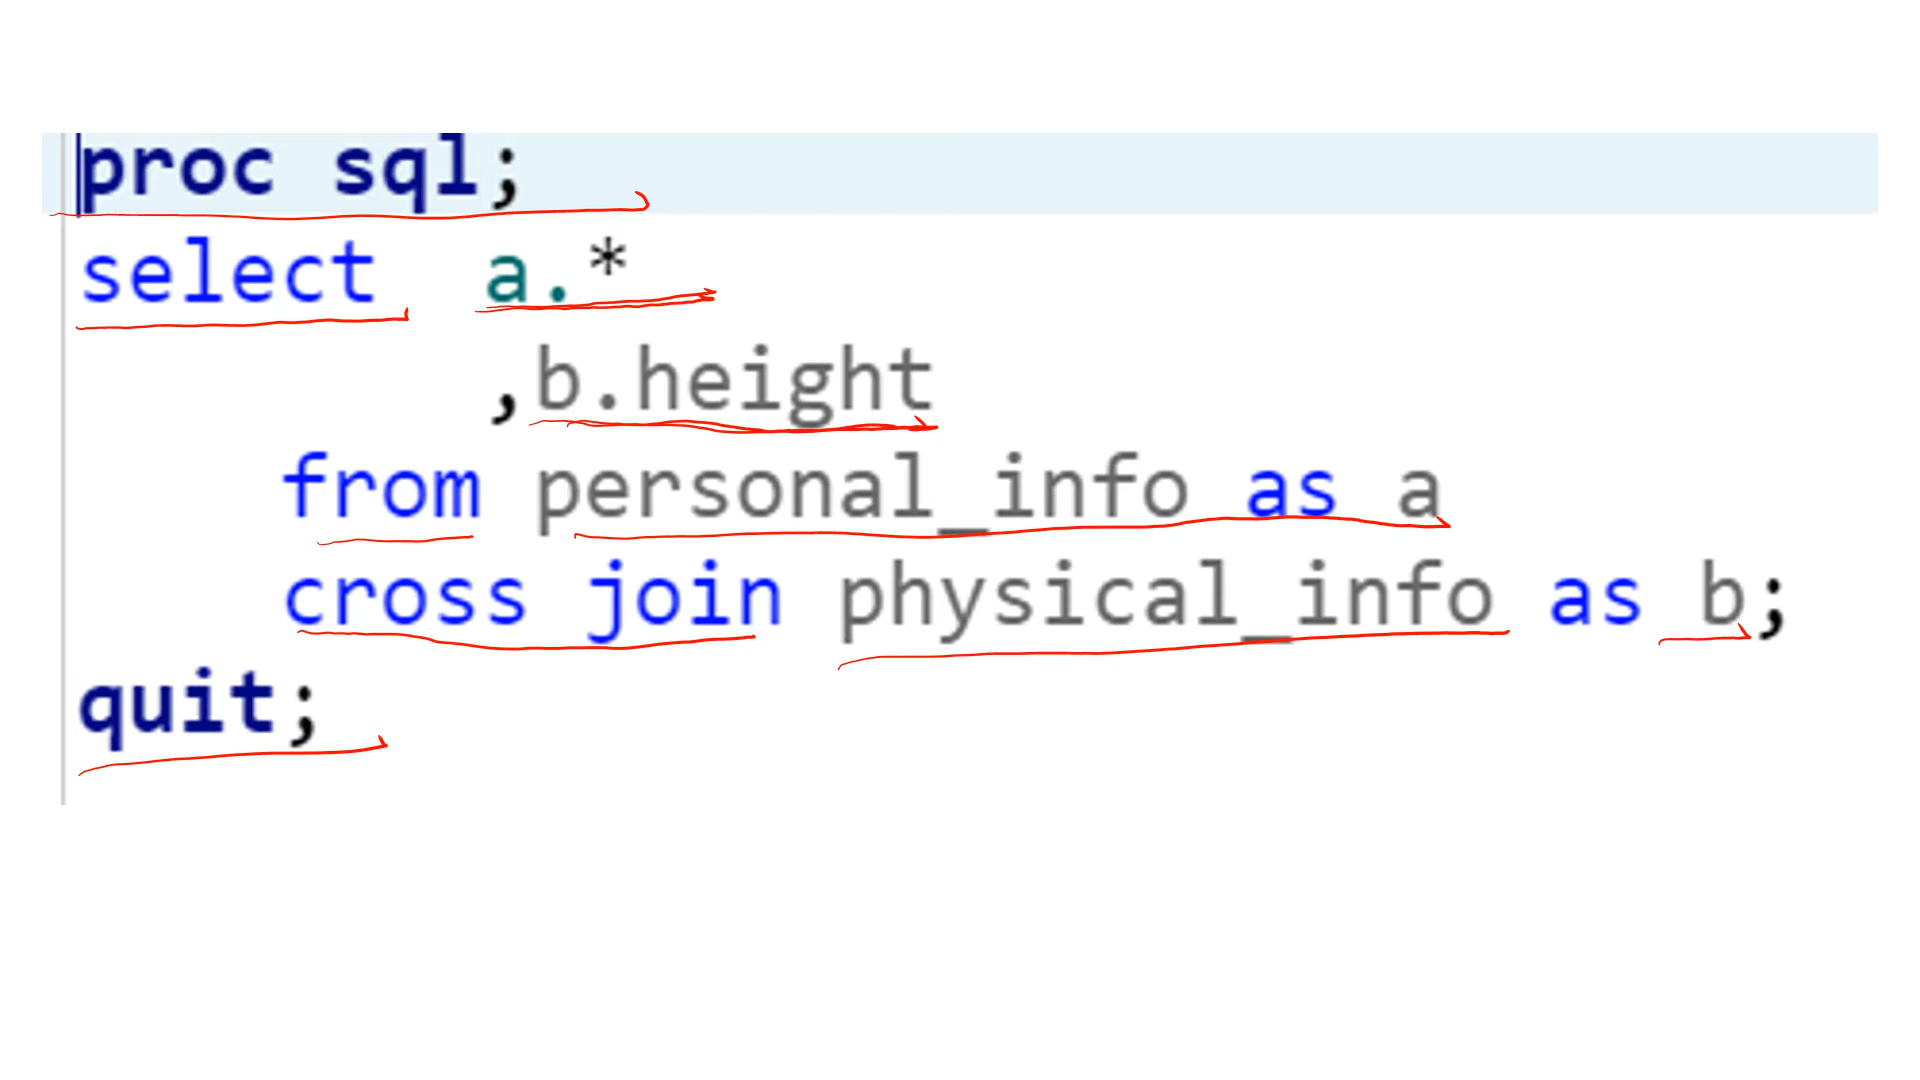 proc sql;
select a.*
,b.height
from personal_info as a
cross join physical_info as b;
quit;